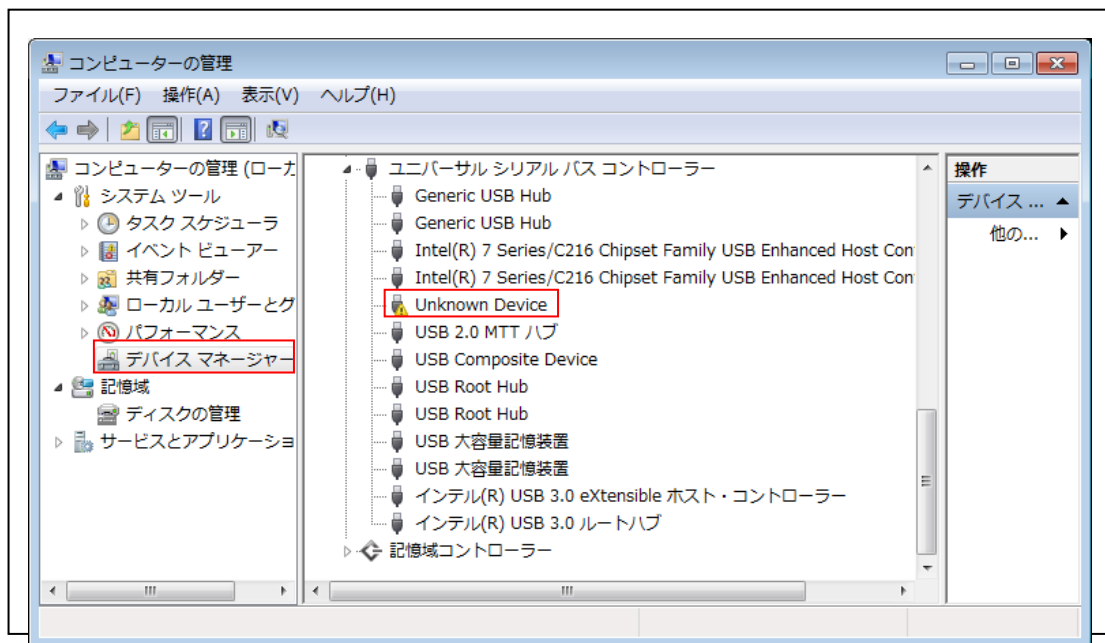 コンピューターの管理
ファイル(F) 操作(A) 表示(V) ヘルプ(H)
コンピューターの管理 (ローカ
システム ツール
タスク スケジューラ
イベント ビューアー
共有フォルダー
ローカル ユーザーとグ
パフォーマンス
デバイス マネージャー
記憶域
ディスクの管理
サービスとアプリケーショ
ユニバーサル シリアル バス コントローラー
Generic USB Hub
Generic USB Hub
Intel(R) 7 Series/C216 Chipset Family USB Enhanced Host Con
Intel(R) 7 Series/C216 Chipset Family USB Enhanced Host Con
Unknown Device
USB 2.0 MTT ハブ
USB Composite Device
USB Root Hub
USB Root Hub
USB 大容量記憶装置
USB 大容量記憶装置
インテル(R) USB 3.0 eXtensible ホスト・コントローラー
インテル(R) USB 3.0 ルートハブ
記憶域コントローラー
操作
デバイス ...
他の...